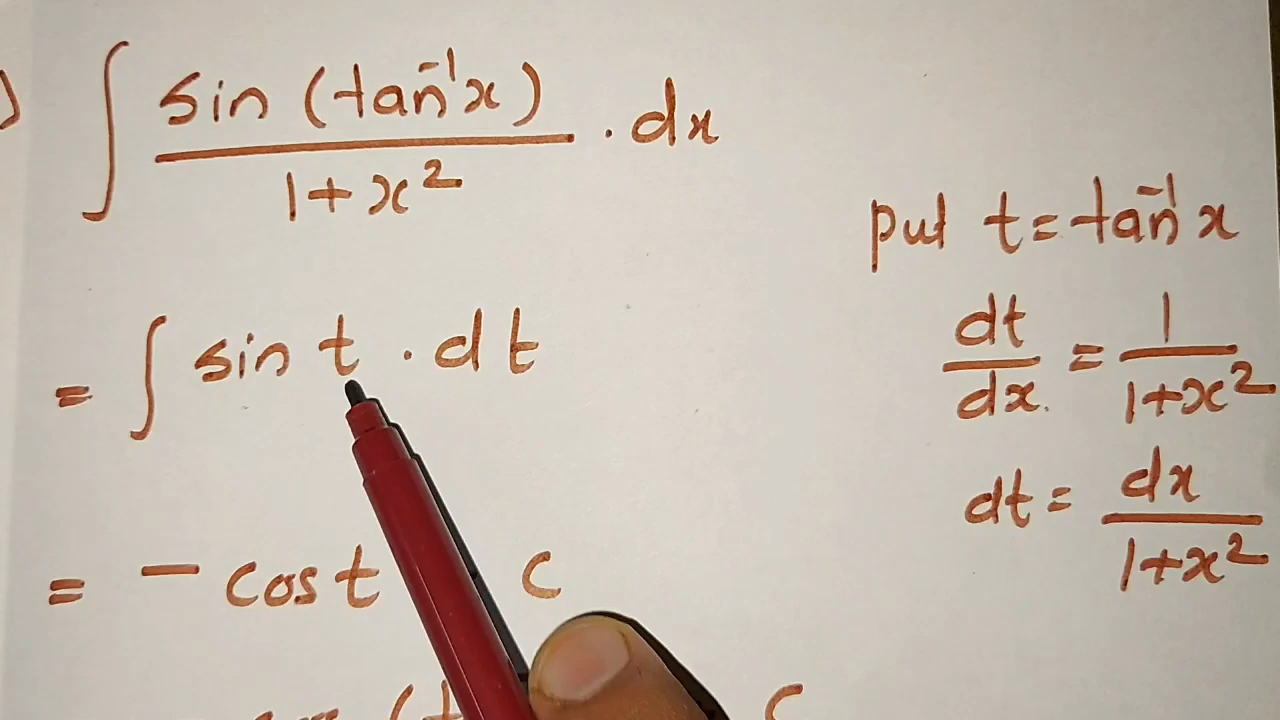 ) ∫ sin (tan⁻¹x) / 1+x² . dx
put t = tan⁻¹ x
= ∫ sin t . dt
dt/dx. = 1/1+x²
dt = dx/1+x²
= - cos t c
(t c